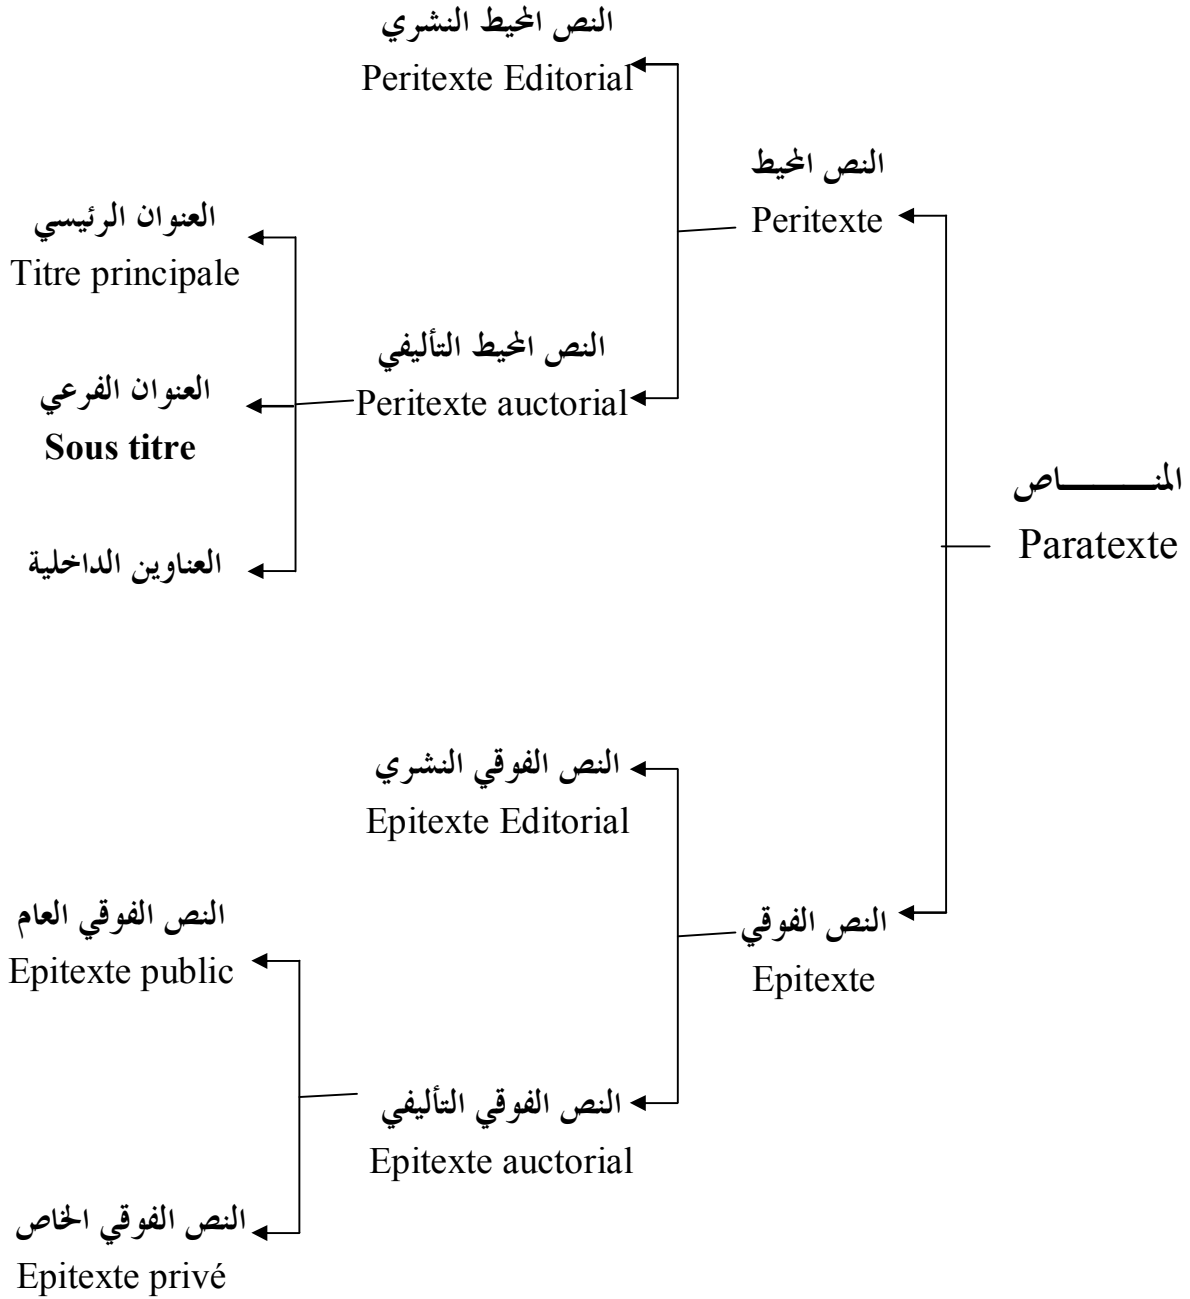 النص المحيط النشري
Peritexte Editorial
النص المحيط
Peritexte
العنوان الرئيسي
Titre principale
النص المحيط التأليفي
Peritexte auctorial
العنوان الفرعي
Sous titre
المنــــــــاص
Paratexte
العناوين الداخلية
النص الفوقي النشري
Epitexte Editorial
النص الفوقي
Epitexte
النص الفوقي العام
Epitexte public
النص الفوقي التأليفي
Epitexte auctorial
النص الفوقي الخاص
Epitexte privé